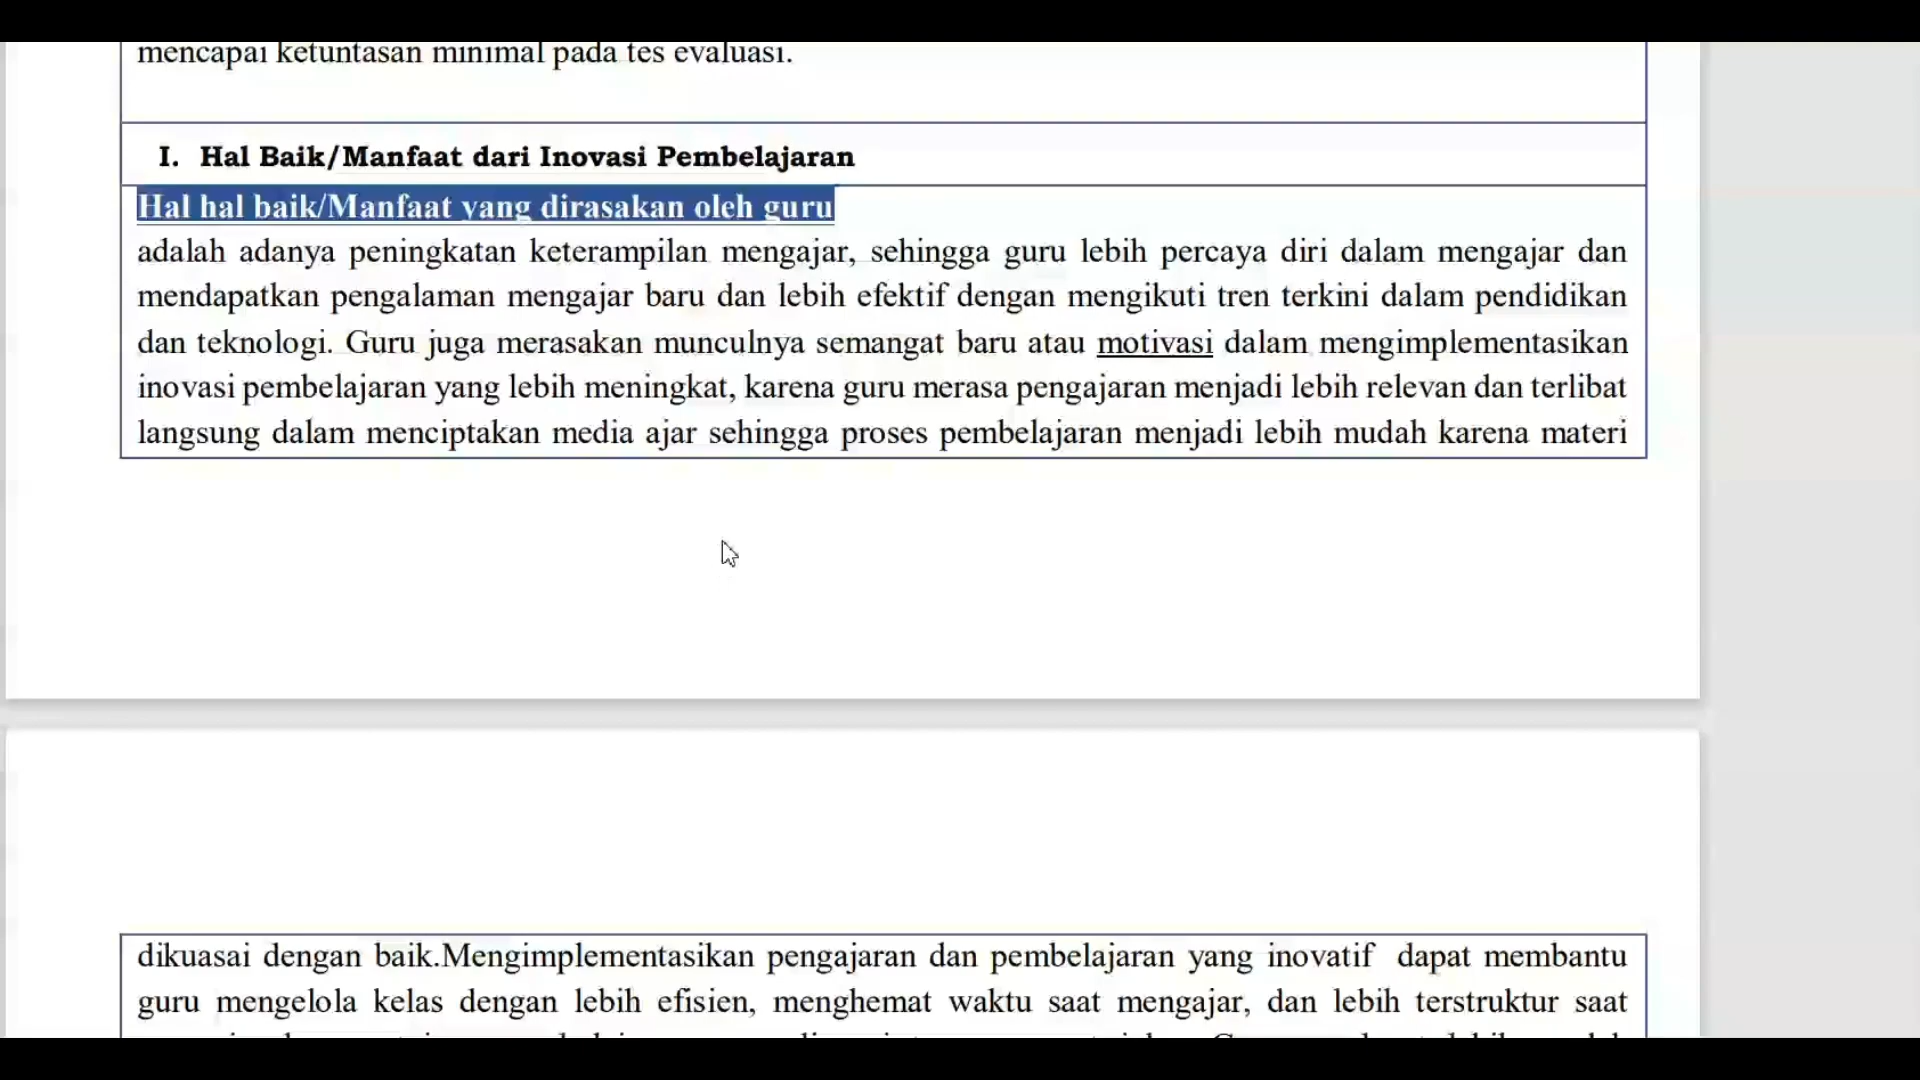 mencapai ketuntasan minimal pada tes evaluasi.
I. Hal Baik/Manfaat dari Inovasi Pembelajaran
Hal hal baik/Manfaat yang dirasakan oleh guru
adalah adanya peningkatan keterampilan mengajar, sehingga guru lebih percaya diri dalam mengajar dan
mendapatkan pengalaman mengajar baru dan lebih efektif dengan mengikuti tren terkini dalam pendidikan
dan teknologi. Guru juga merasakan munculnya semangat baru atau motivasi dalam mengimplementasikan
inovasi pembelajaran yang lebih meningkat, karena guru merasa pengajaran menjadi lebih relevan dan terlibat
langsung dalam menciptakan media ajar sehingga proses pembelajaran menjadi lebih mudah karena materi
dikuasai dengan baik.Mengimplementasikan pengajaran dan pembelajaran yang inovatif dapat membantu
guru mengelola kelas dengan lebih efisien, menghemat waktu saat mengajar, dan lebih terstruktur saat